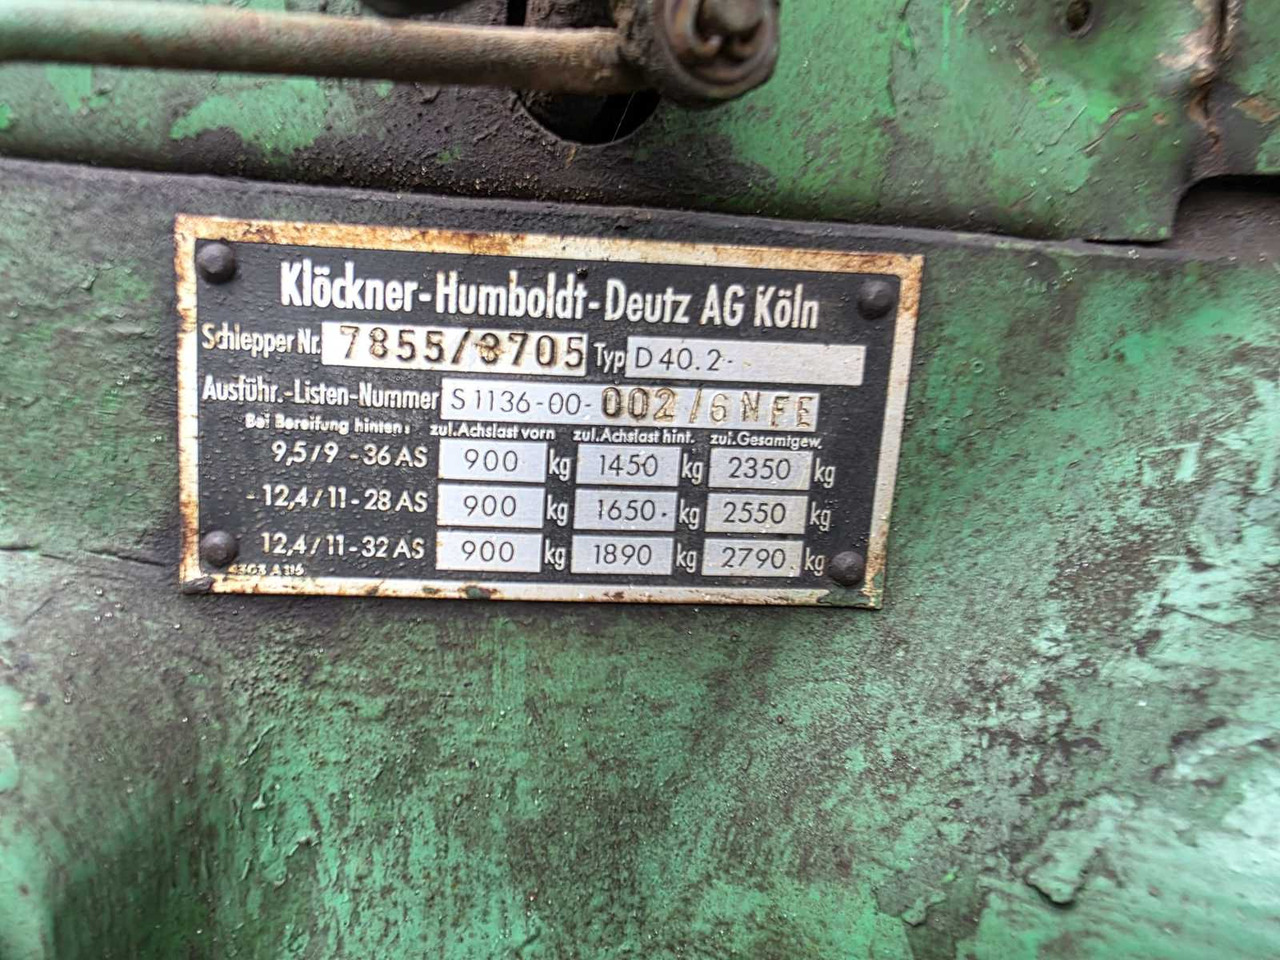 Klöckner-Humboldt-Deutz AG Köln
Schlepper Nr. 7855/8705 Typ D 40.2
Ausführ.-Listen-Nummer S 1136-00-002/6NFE
Bei Bereifung hinten: zul. Achslast vorn zul. Achslast hint. zul. Gesamtgew.
9,5/9 - 36 AS 900 kg 1450 kg 2350 kg
12,4/11-28 AS 900 kg 1650 kg 2550 kg
12,4/11-32 AS 900 kg 1890 kg 2790 kg